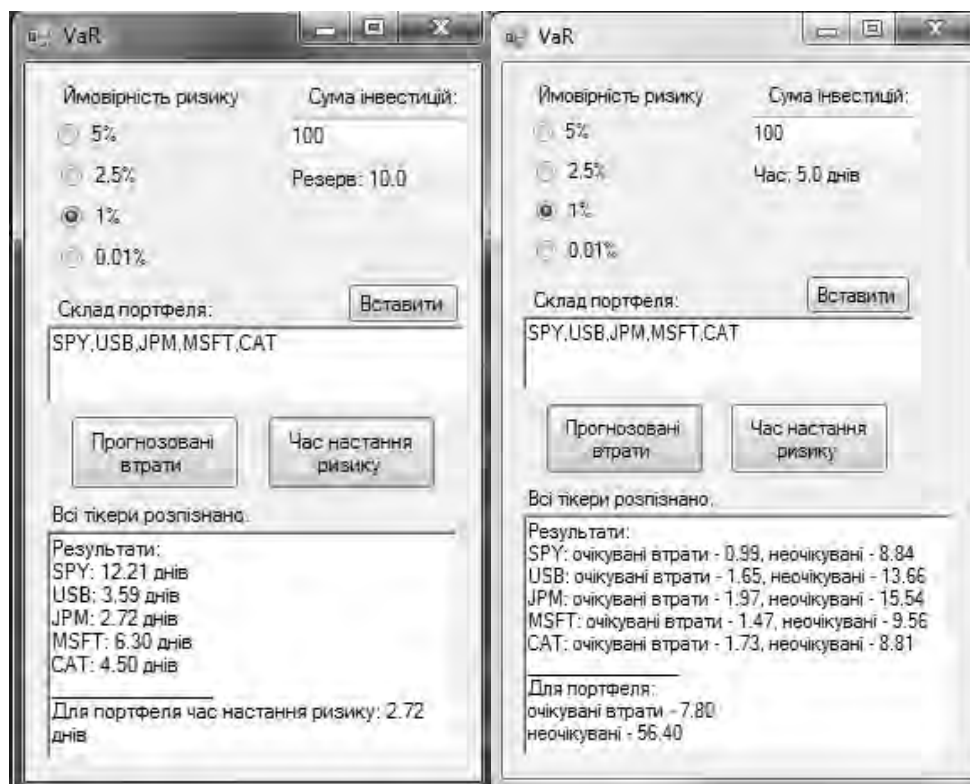 VaR
Ймовірність ризику
Сума інвестицій:
5%
100
2.5%
Резерв: 10.0
1%
0.01%
Склад портфеля:
Вставити
SPY,USB,JPM,MSFT,CAT
Прогнозовані
втрати
Час настання
ризику
Всі тікери розпізнано.
Результати:
SPY: 12.21 днів
USB: 3.59 днів
JPM: 2.72 днів
MSFT: 6.30 днів
CAT: 4.50 днів
Для портфеля час настання ризику: 2.72
днів
VaR
Ймовірність ризику
Сума інвестицій:
5%
100
2.5%
Час: 5.0 днів
1%
0.01%
Склад портфеля:
Вставити
SPY,USB,JPM,MSFT,CAT
Прогнозовані
втрати
Час настання
ризику
Всі тікери розпізнано.
Результати:
SPY: очікувані втрати - 0.99, неочікувані - 8.84
USB: очікувані втрати - 1.65, неочікувані - 13.66
JPM: очікувані втрати - 1.97, неочікувані - 15.54
MSFT: очікувані втрати - 1.47, неочікувані - 9.56
CAT: очікувані втрати - 1.73, неочікувані - 8.81
Для портфеля:
очікувані втрати - 7.80
неочікувані - 56.40